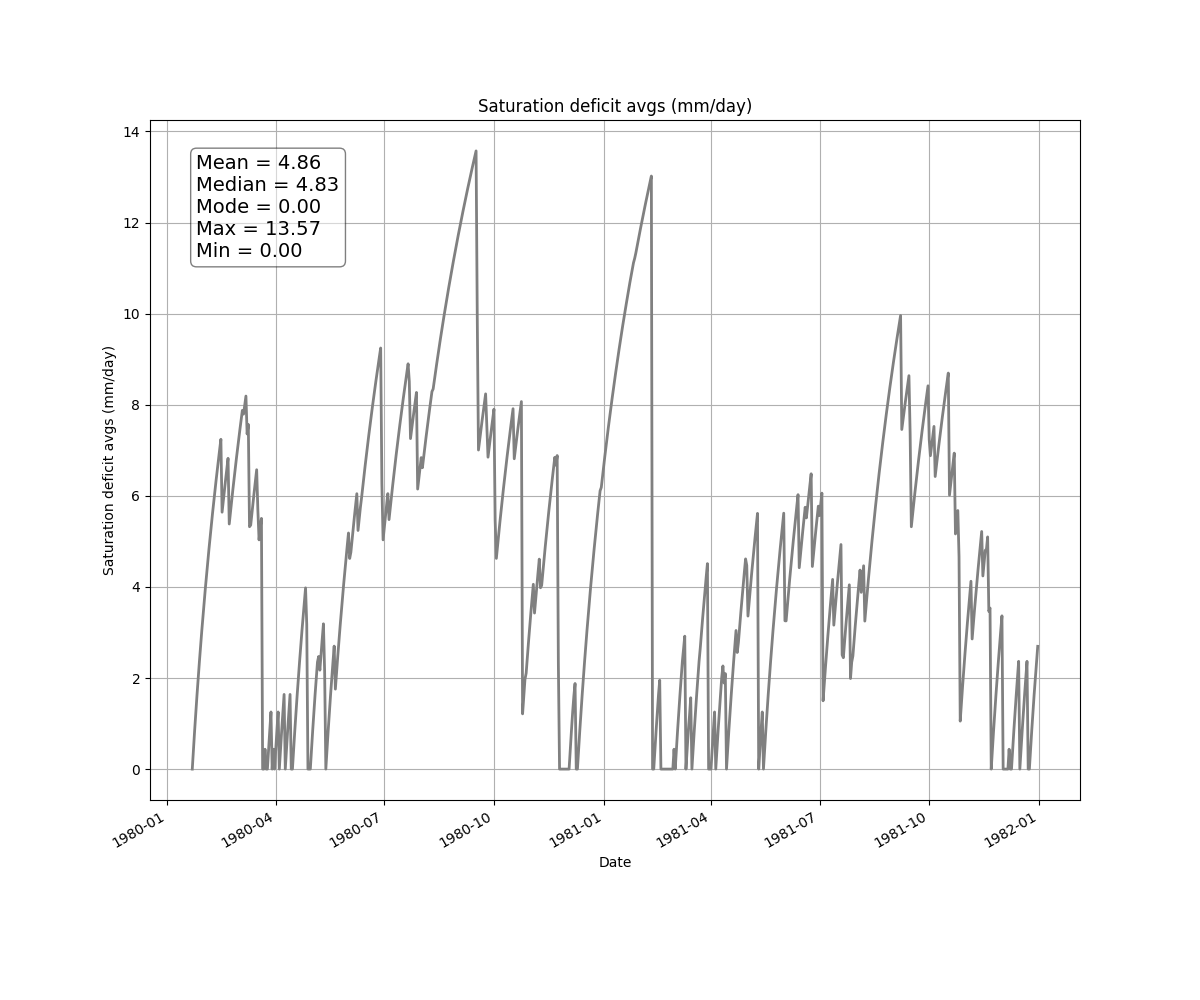 Saturation deficit avgs (mm/day)
14
12
10
8
6
4
2
0
Saturation deficit avgs (mm/day)
Mean = 4.86
Median = 4.83
Mode = 0.00
Max = 13.57
Min = 0.00
1980-01
1980-04
1980-07
1980-10
1981-01
1981-04
1981-07
1981-10
1982-01
Date